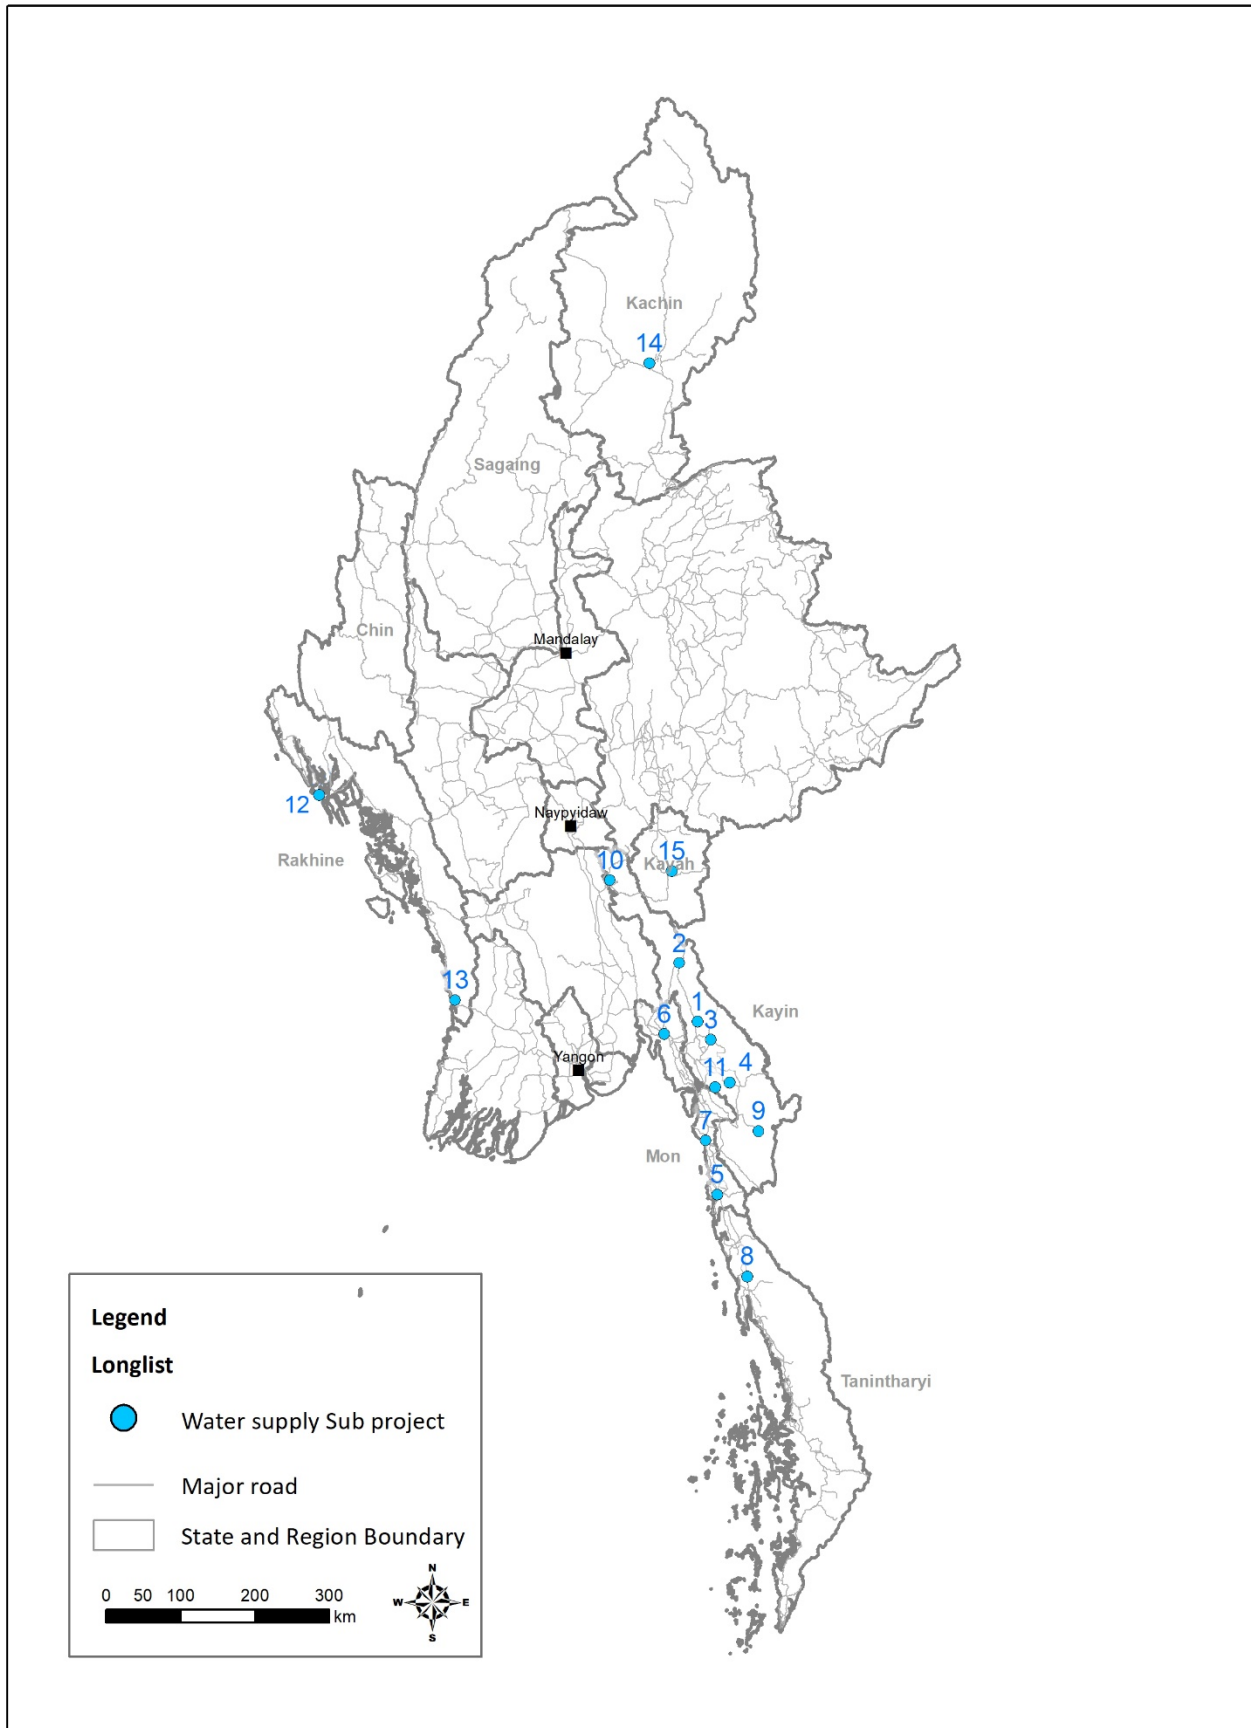 Kachin
14
Sagaing
Chin
Mandalay
12
Naypyidaw
Rakhine
10
15
Kayah
2
13
1
Kayin
6
3
Yangon
11
4
9
7
Mon
5
8
Tanintharyi
Legend
Longlist
Water supply Sub project
Major road
State and Region Boundary
0 50 100 200 300
km
N
W E
S